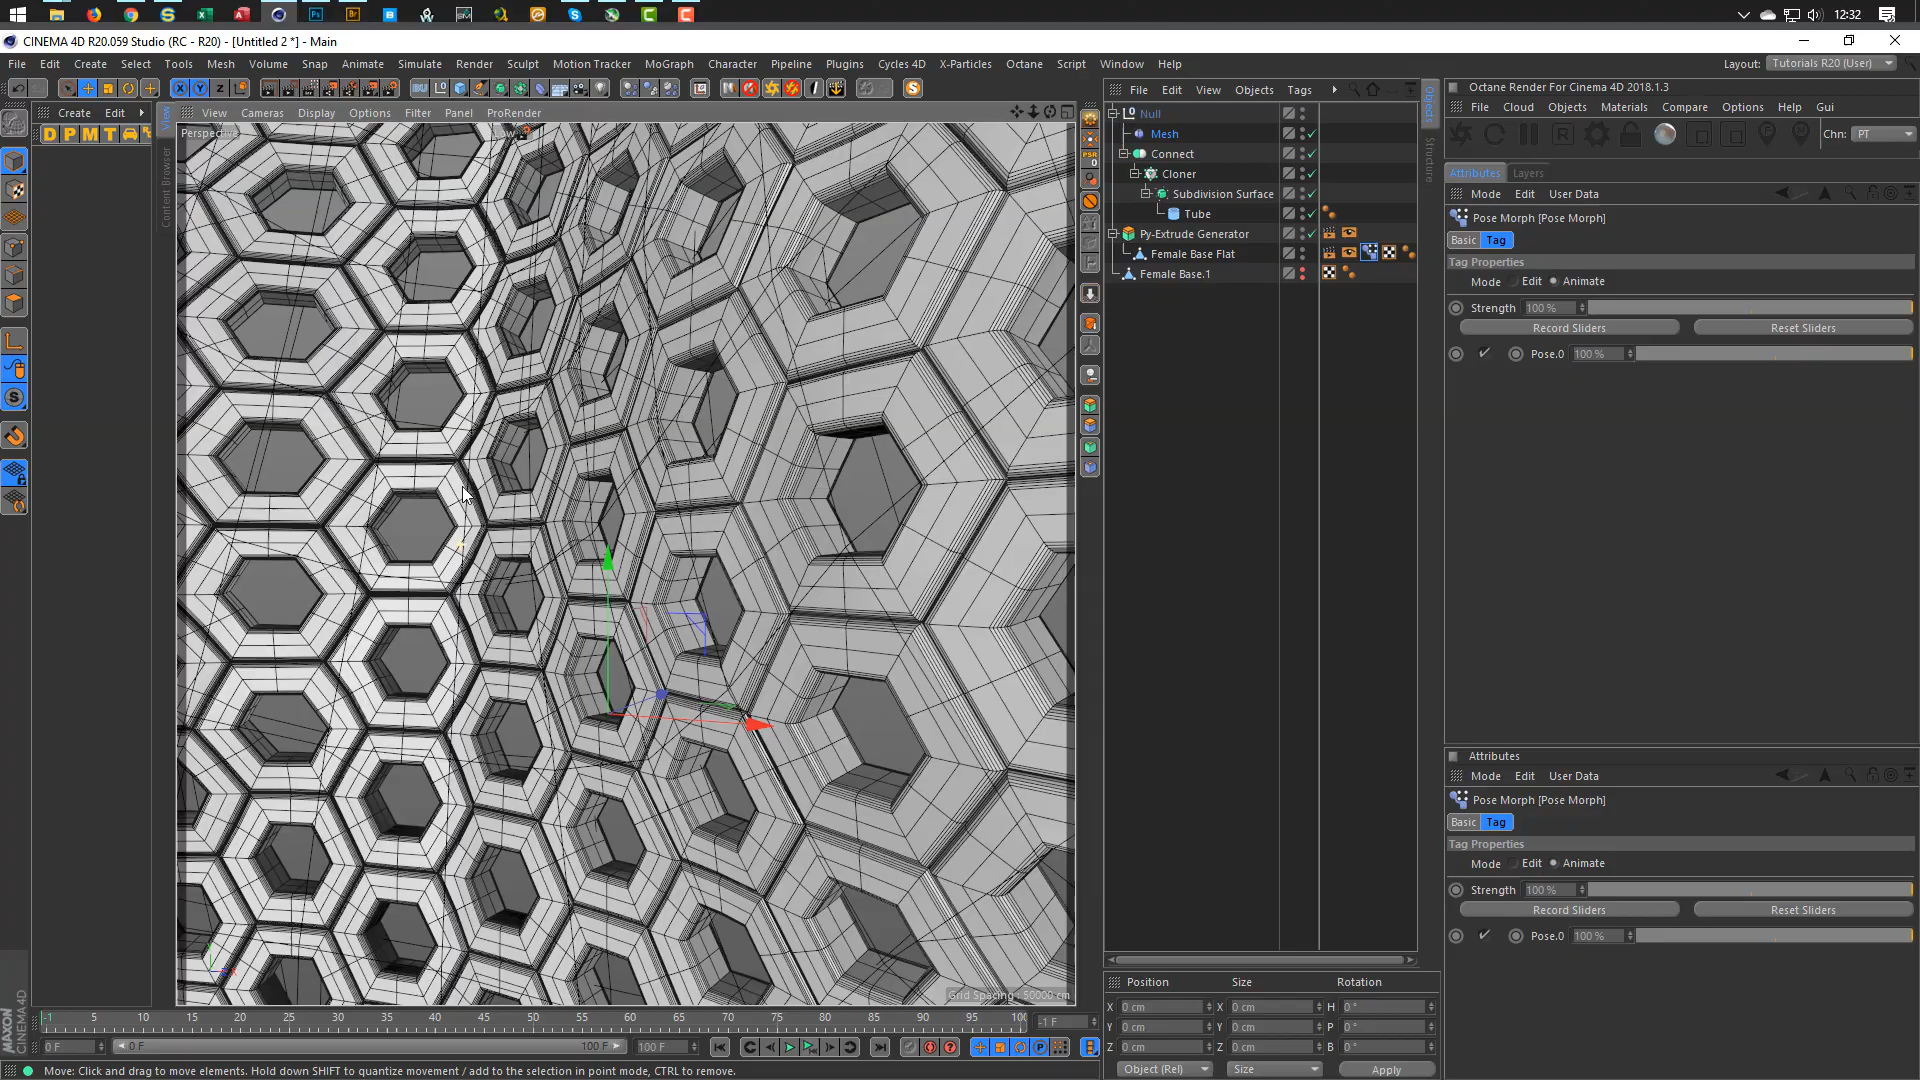 12:32
CINEMA 4D R20.059 Studio (RC - R20) - [Untitled 2 *] - Main
File Edit Create Select Tools Mesh Volume Snap Animate Simulate Render Sculpt Motion Tracker MoGraph Character Pipeline Plugins Cycles 4D X-Particles Octane Script Window Help
Layout: Tutorials R20 (User)
X Y Z
PSR
0
Create Edit
D P M T
View
Content Browser
View Cameras Display Options Filter Panel ProRender
Perspective
Low
Grid Spacing : 50000 cm
File Edit View Objects Tags
Objects
Structure
Null
Mesh
Connect
Cloner
Subdivision Surface
Tube
Py-Extrude Generator
Female Base Flat
Female Base.1
Octane Render For Cinema 4D 2018.1.3
File Cloud Objects Materials Compare Options Help Gui
Chn: PT
Attributes Layers
Mode Edit User Data
Pose Morph [Pose Morph]
Basic Tag
Tag Properties
Mode Edit Animate
Strength 100 %
Record Sliders Reset Sliders
Pose.0 100 %
Attributes
Mode Edit User Data
Pose Morph [Pose Morph]
Basic Tag
Tag Properties
Mode Edit Animate
Strength 100 %
Record Sliders Reset Sliders
Pose.0 100 %
Position Size Rotation
X 0 cm X 0 cm H 0 °
Y 0 cm Y 0 cm P 0 °
Z 0 cm Z 0 cm B 0 °
Object (Rel) Size Apply
-1 5 10 15 20 25 30 35 40 45 50 55 60 65 70 75 80 85 90 95 100
-1 F
0 F 0 F 100 F 100 F
MAXON
CINEMA4D
Move: Click and drag to move elements. Hold down SHIFT to quantize movement / add to the selection in point mode, CTRL to remove.